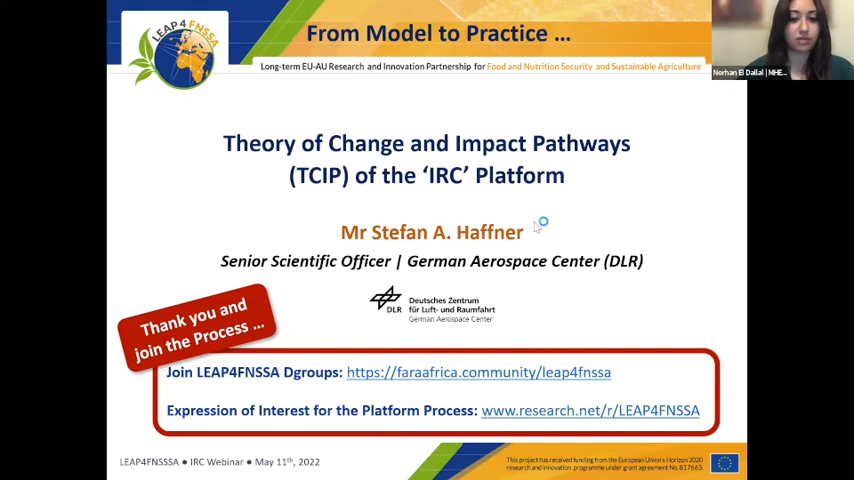 LEAP 4 FNSSA
From Model to Practice ...
Long-term EU-AU Research and Innovation Partnership for Food and Nutrition Security and Sustainable Agriculture
Norhan El Dallal | MHE...
Theory of Change and Impact Pathways
(TCIP) of the ‘IRC’ Platform
Mr Stefan A. Haffner
Senior Scientific Officer | German Aerospace Center (DLR)
DLR
Deutsches Zentrum
für Luft- und Raumfahrt
German Aerospace Center
Thank you and
join the Process ...
Join LEAP4FNSSA Dgroups: https://faraafrica.community/leap4fnssa
Expression of Interest for the Platform Process: www.research.net/r/LEAP4FNSSA
LEAP4FNSSSA ● IRC Webinar ● May 11th, 2022
This project has received funding from the European Union's Horizon 2020
research and innovation programme under grant agreement No.817663.